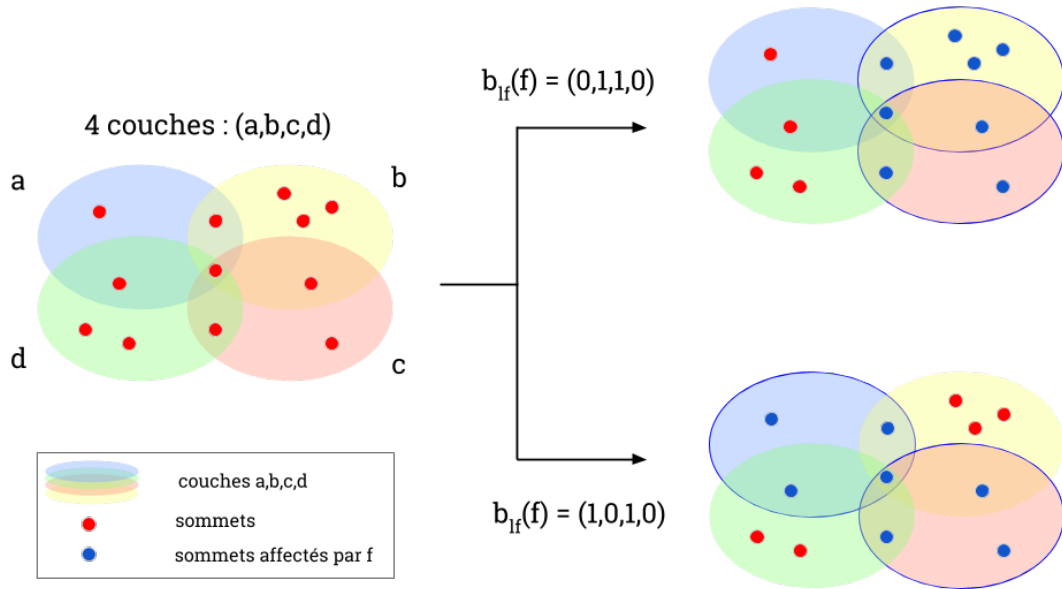 4 couches : (a,b,c,d)
a
b
d
c
b_lf(f) = (0,1,1,0)
b_lf(f) = (1,0,1,0)
couches a,b,c,d
sommets
sommets affectés par f